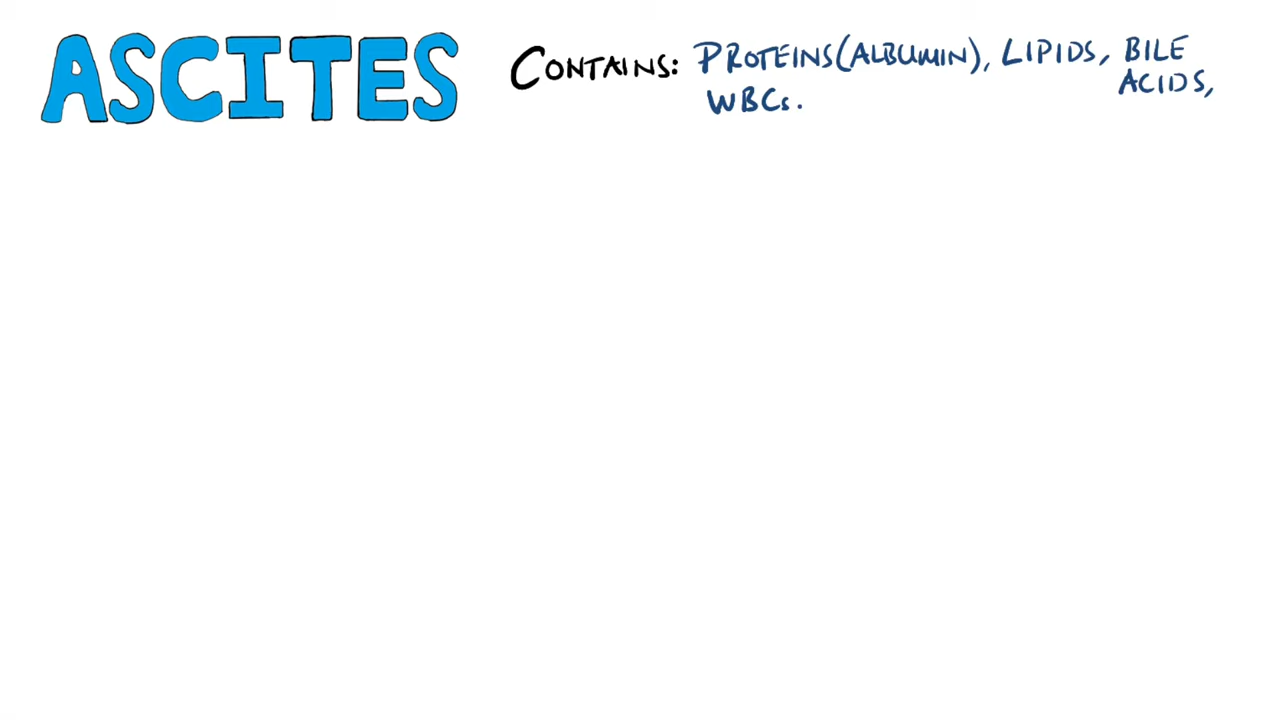 ASCITES
CONTAINS: PROTEINS(ALBUMIN), LIPIDS, BILE
ACIDS,
WBCs.